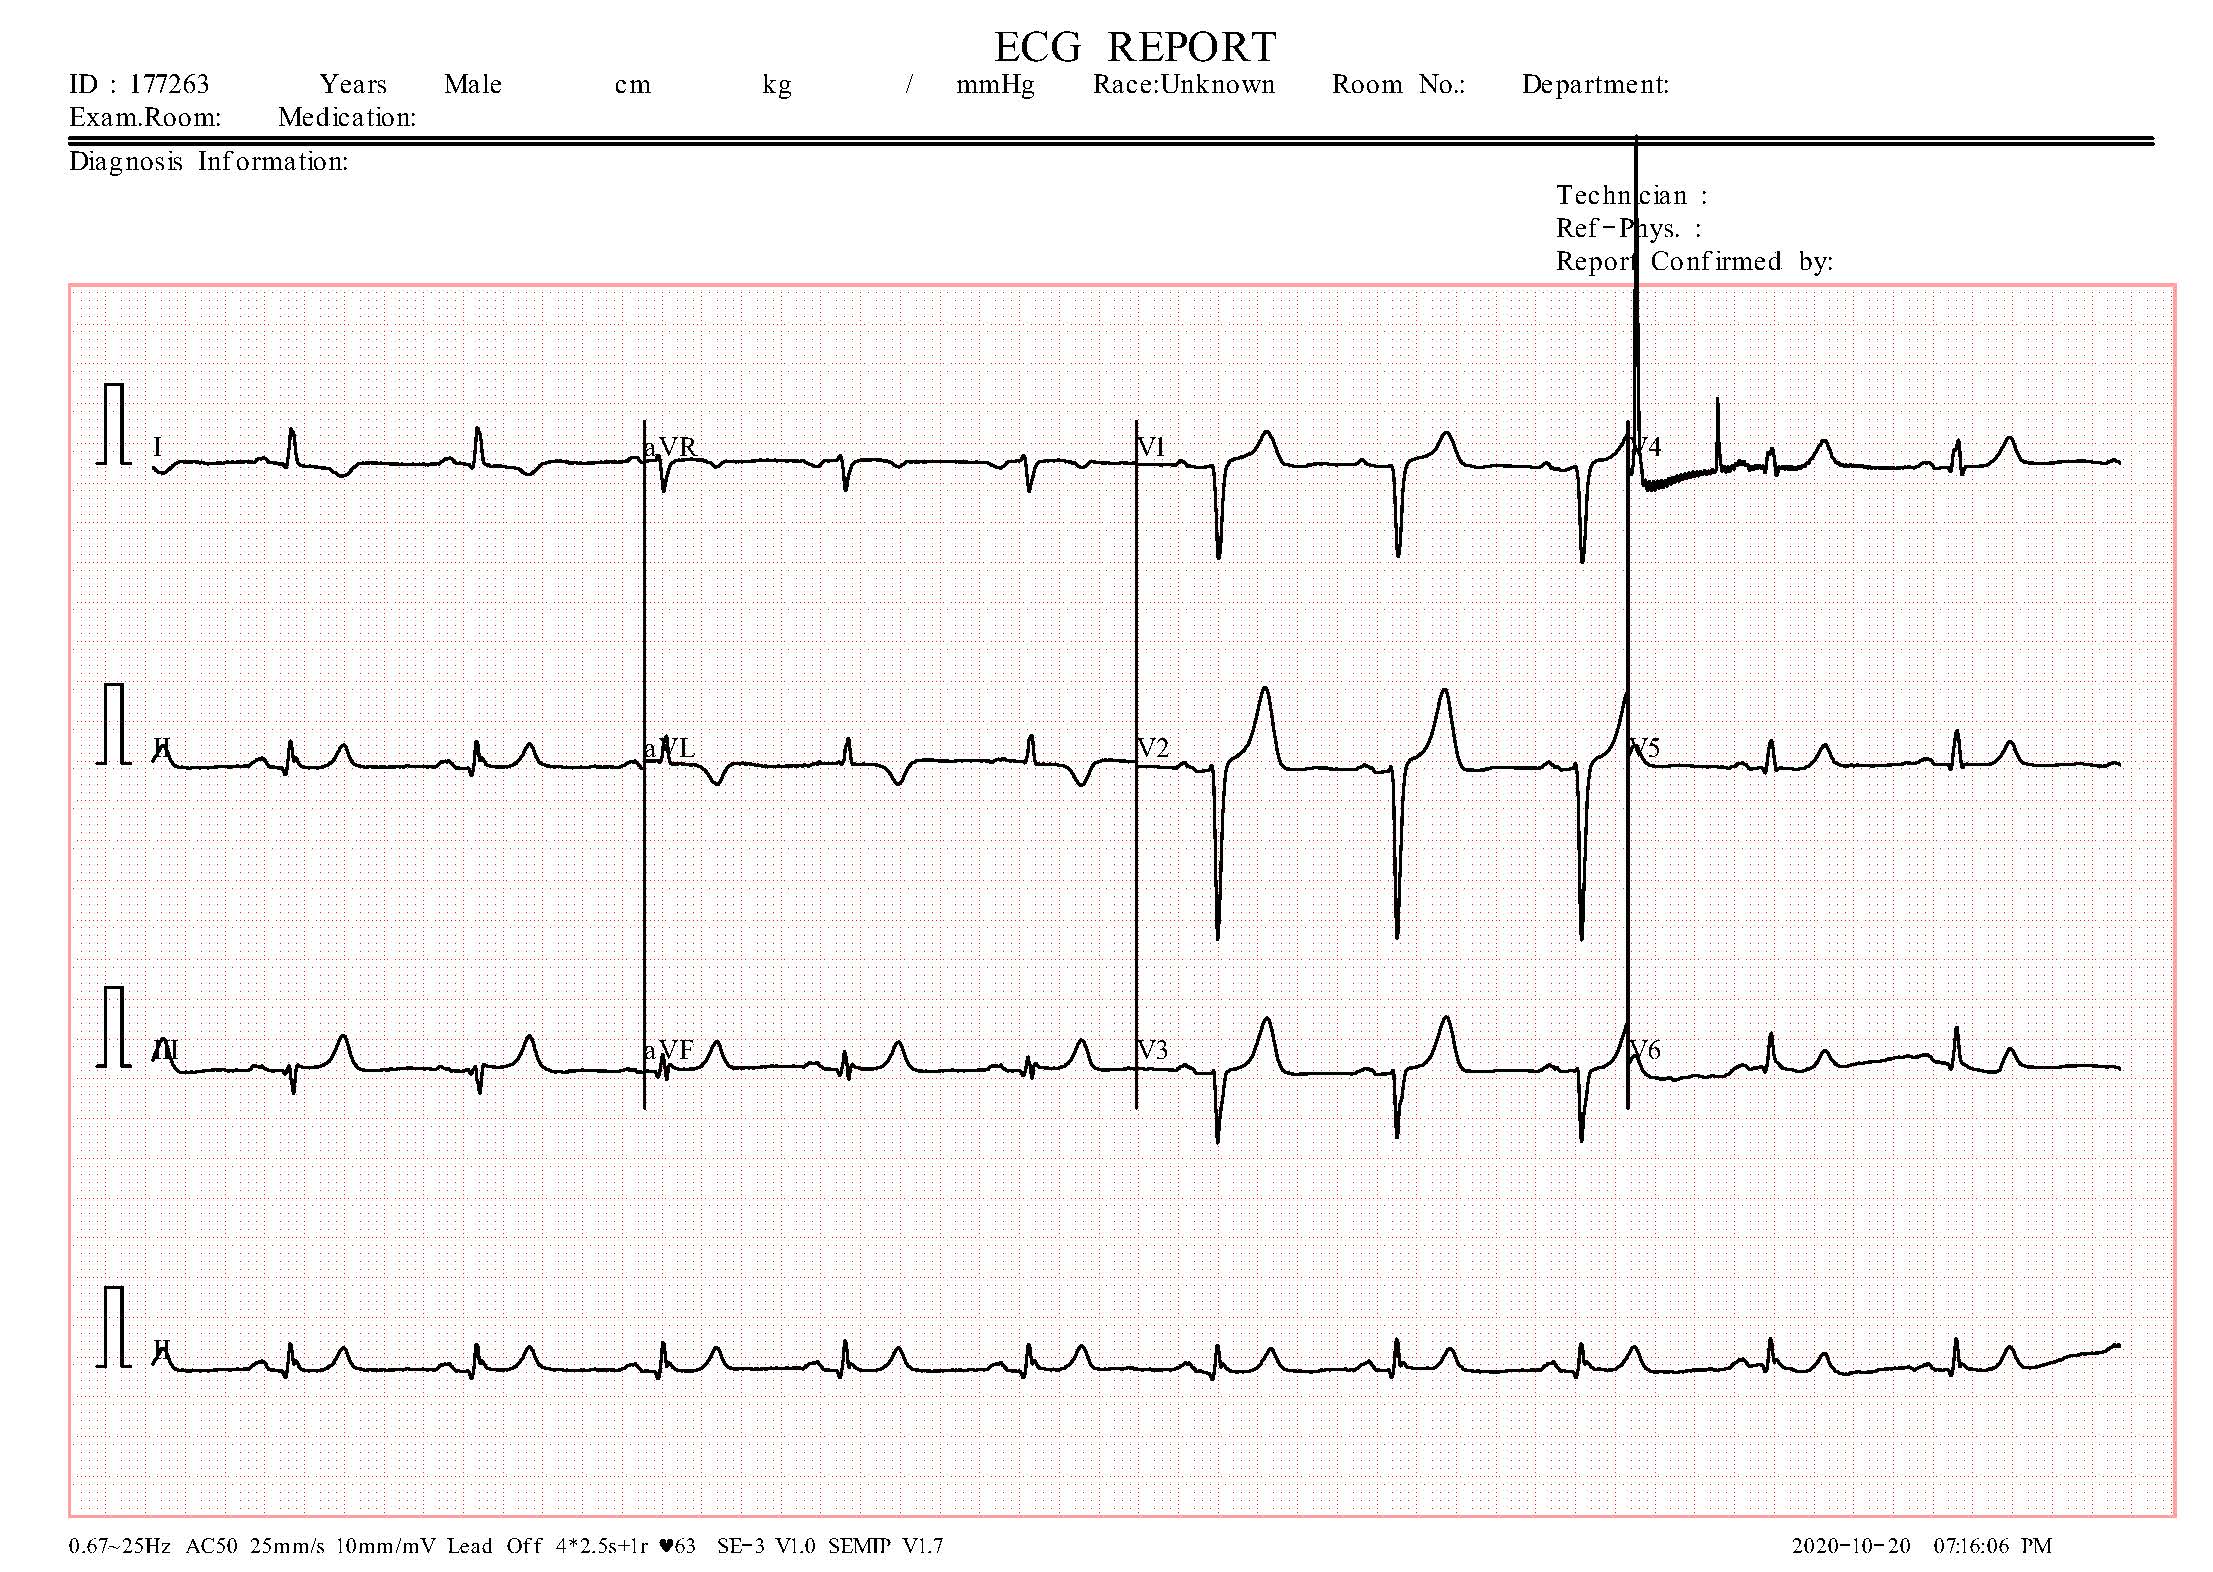 ECG REPORT
ID : 177263 Years Male cm kg / mmHg Race:Unknown Room No.: Department:
Exam.Room: Medication:
Diagnosis Information:
Technician :
Ref-Phys. :
Report Confirmed by:
I aVR V1 V4
II aVL V2 V5
III aVF V3 V6
II
0.67~25Hz AC50 25mm/s 10mm/mV Lead Off 4*2.5s+1r ♥63 SE-3 V1.0 SEMIP V1.7
2020-10-20 07:16:06 PM